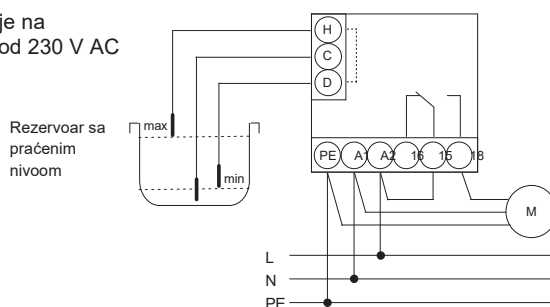 je na
od 230 V AC
H
C
D
Rezervoar sa
praćenim
nivoom
max
min
PE A1 A2 16 15 18
M
L
N
PE